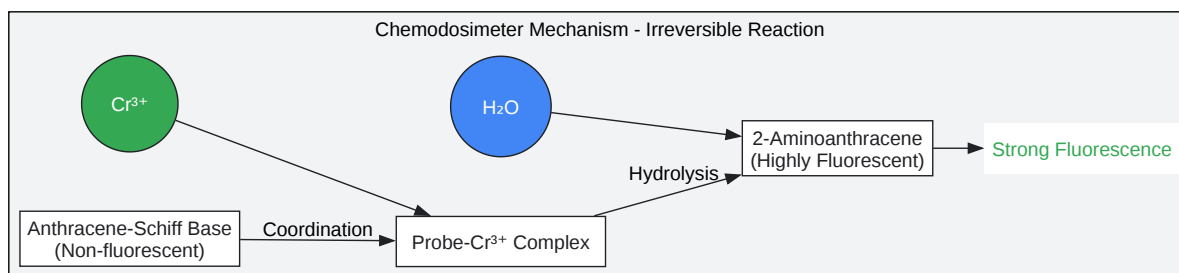 Chemodosimeter Mechanism - Irreversible Reaction
Cr³⁺
H₂O
2-Aminoanthracene
(Highly Fluorescent)
Strong Fluorescence
Hydrolysis
Anthracene-Schiff Base
(Non-fluorescent)
Coordination
Probe-Cr³⁺ Complex